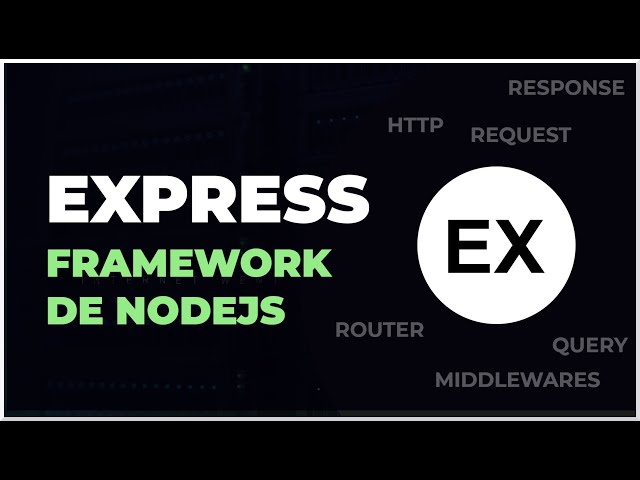 RESPONSE
HTTP
REQUEST
EXPRESS
FRAMEWORK
DE NODEJS
EX
ROUTER
QUERY
MIDDLEWARES